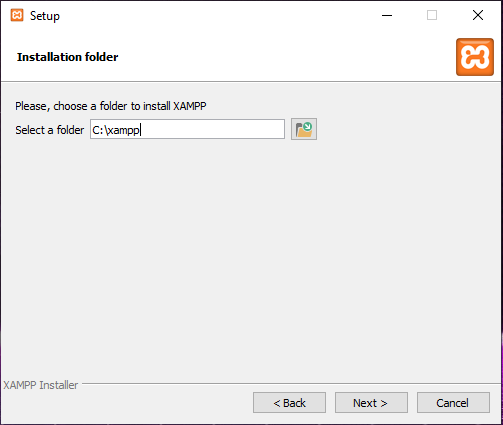 Setup
Installation folder
Please, choose a folder to install XAMPP
Select a folder C:\xampp
XAMPP Installer
< Back Next > Cancel